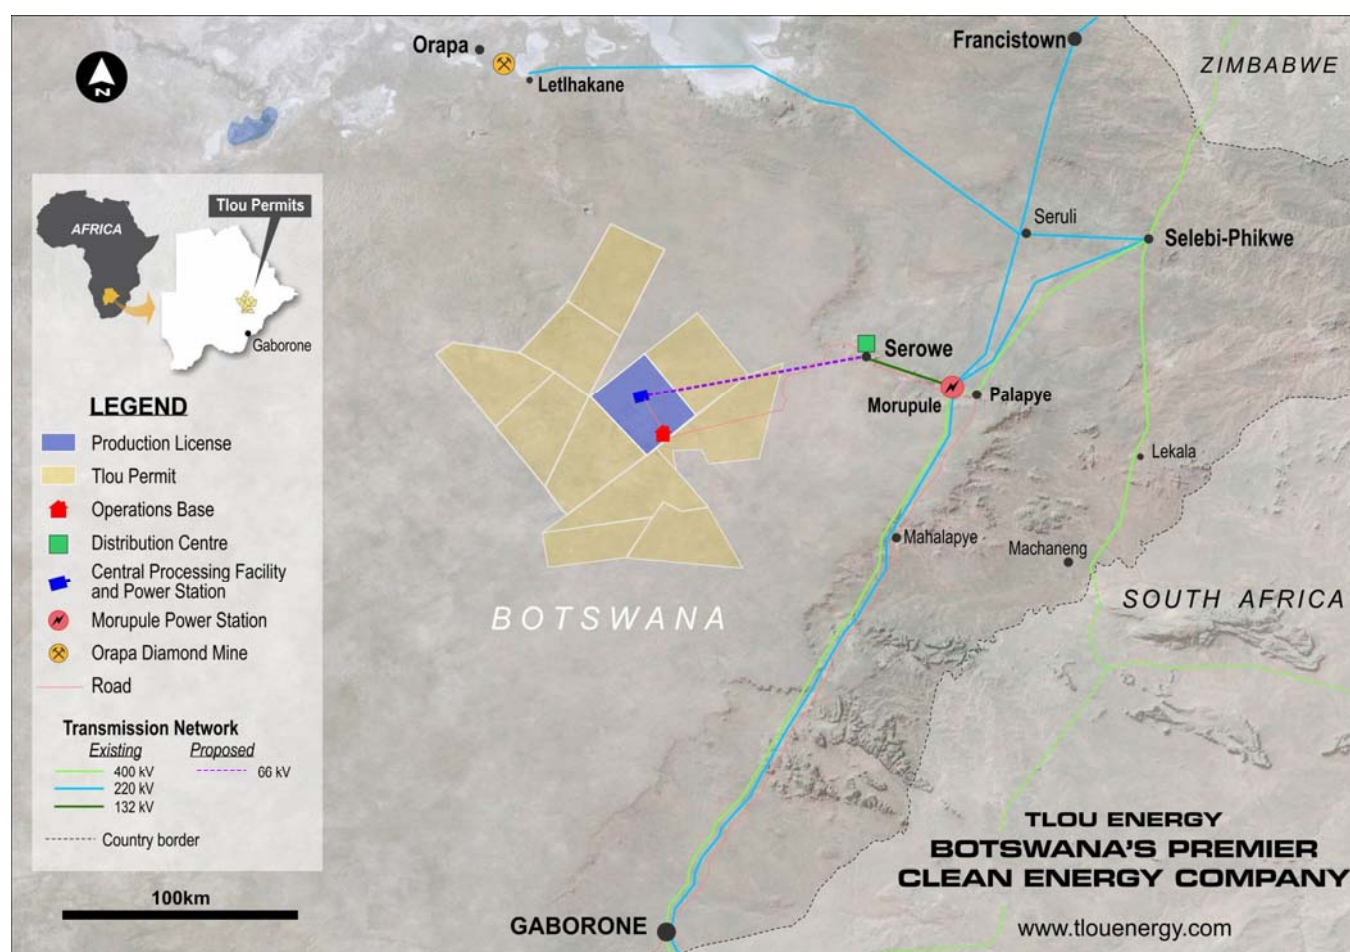 Orapa
Letlhakane
Francistown
ZIMBABWE
N
Tlou Permits
AFRICA
Gaborone
Seruli
Selebi-Phikwe
Serowe
Morupule
Palapye
Lekala
Mahalapye
Machaneng
BOTSWANA
SOUTH AFRICA
GABORONE
LEGEND
Production License
Tlou Permit
Operations Base
Distribution Centre
Central Processing Facility
and Power Station
Morupule Power Station
Orapa Diamond Mine
Road
Transmission Network
Existing Proposed
400 kV 66 kV
220 kV
132 kV
Country border
100km
TLOU ENERGY
BOTSWANA'S PREMIER
CLEAN ENERGY COMPANY
www.tlouenergy.com